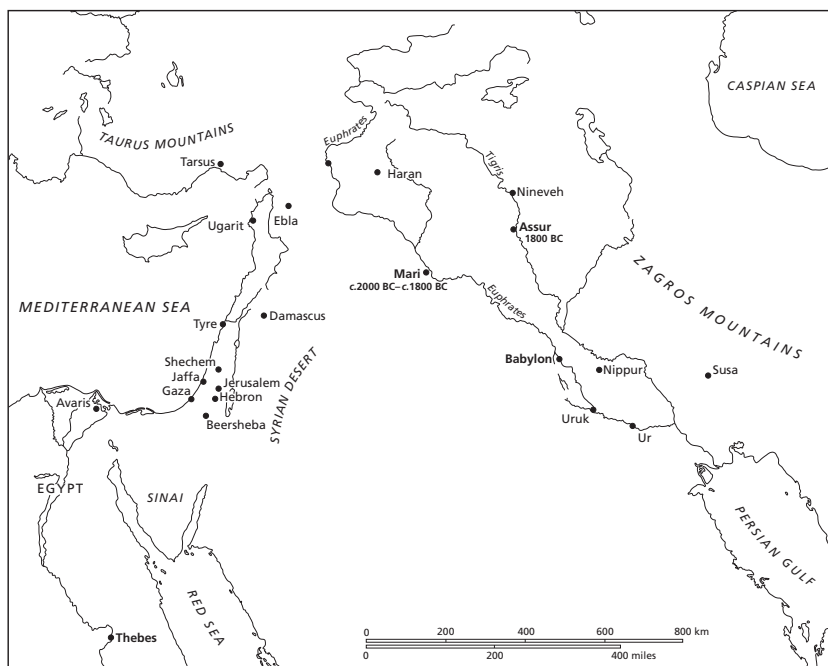 CASPIAN SEA
TAURUS MOUNTAINS
Euphrates
Tarsus
Haran
Tigris
Nineveh
Ugarit
Ebla
Assur
1800 BC
Mari
c.2000 BC–c.1800 BC
ZAGROS MOUNTAINS
MEDITERRANEAN SEA
Euphrates
Tyre
Damascus
Shechem
Jaffa
Jerusalem
Gaza
Hebron
Beersheba
SYRIAN DESERT
Babylon
Nippur
Susa
Avaris
Uruk
Ur
EGYPT
SINAI
PERSIAN GULF
RED SEA
Thebes
0 200 400 600 800 km
0 200 400 miles